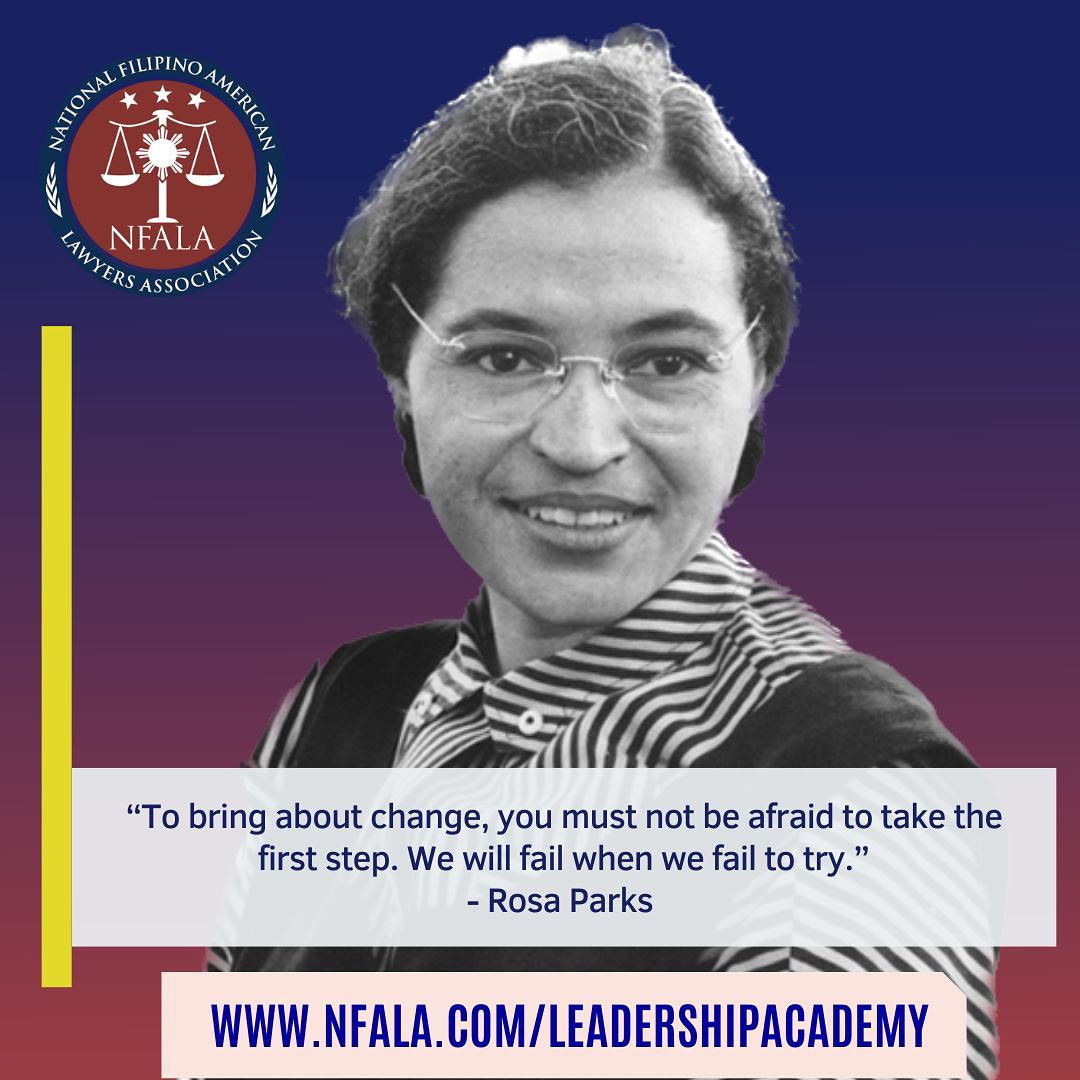 NATIONAL FILIPINO AMERICAN
NFALA
LAWYERS ASSOCIATION
“To bring about change, you must not be afraid to take the
first step. We will fail when we fail to try.”
- Rosa Parks
WWW.NFALA.COM/LEADERSHIPACADEMY